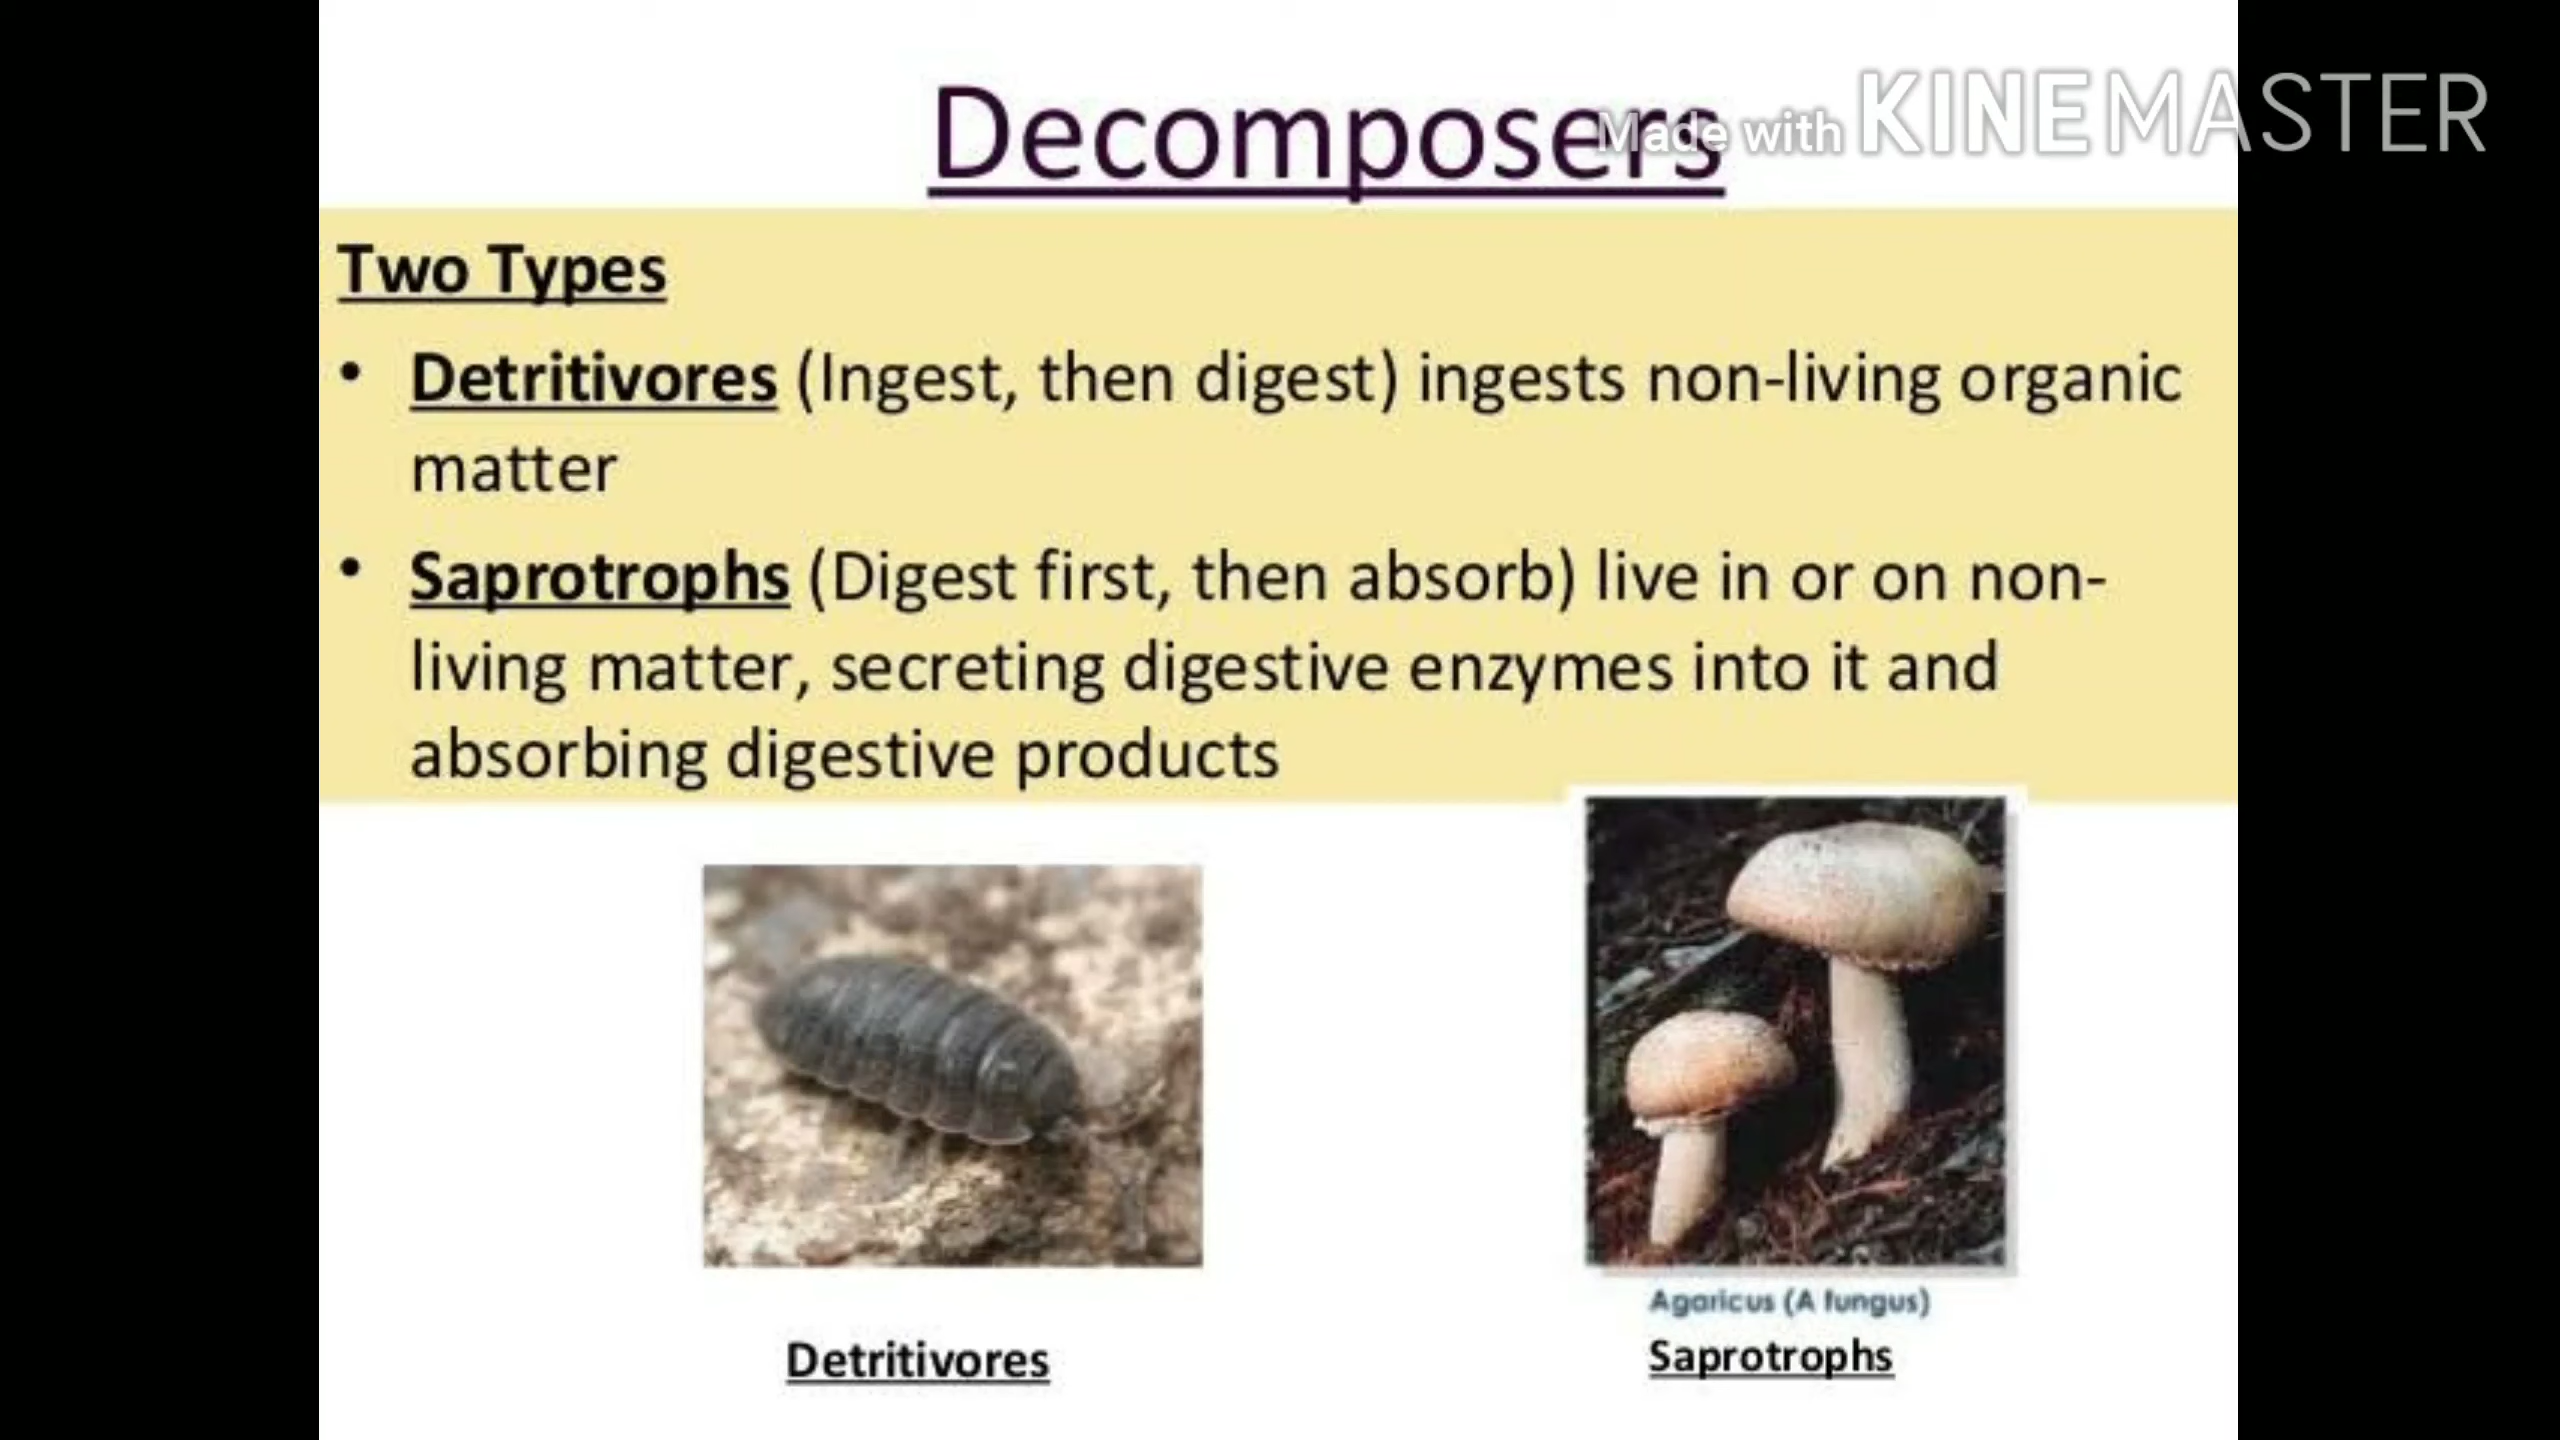 Decomposers
Made with KINEMASTER
Two Types
• Detritivores (Ingest, then digest) ingests non-living organic
matter
• Saprotrophs (Digest first, then absorb) live in or on non-
living matter, secreting digestive enzymes into it and
absorbing digestive products
Agaricus (A fungus)
Detritivores
Saprotrophs